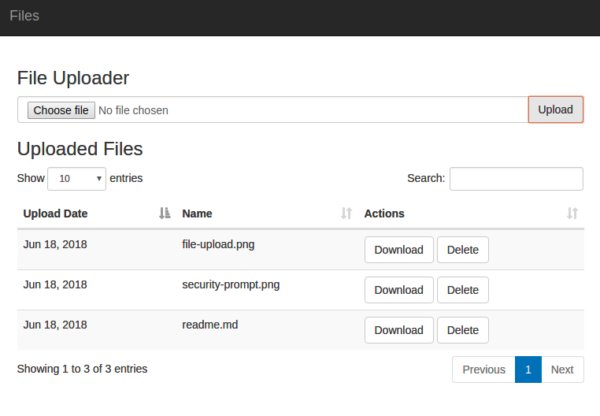 Files
File Uploader
Choose file No file chosen Upload
Uploaded Files
Show 10 entries Search:
Upload Date Name Actions
Jun 18, 2018 file-upload.png Download Delete
Jun 18, 2018 security-prompt.png Download Delete
Jun 18, 2018 readme.md Download Delete
Showing 1 to 3 of 3 entries Previous 1 Next